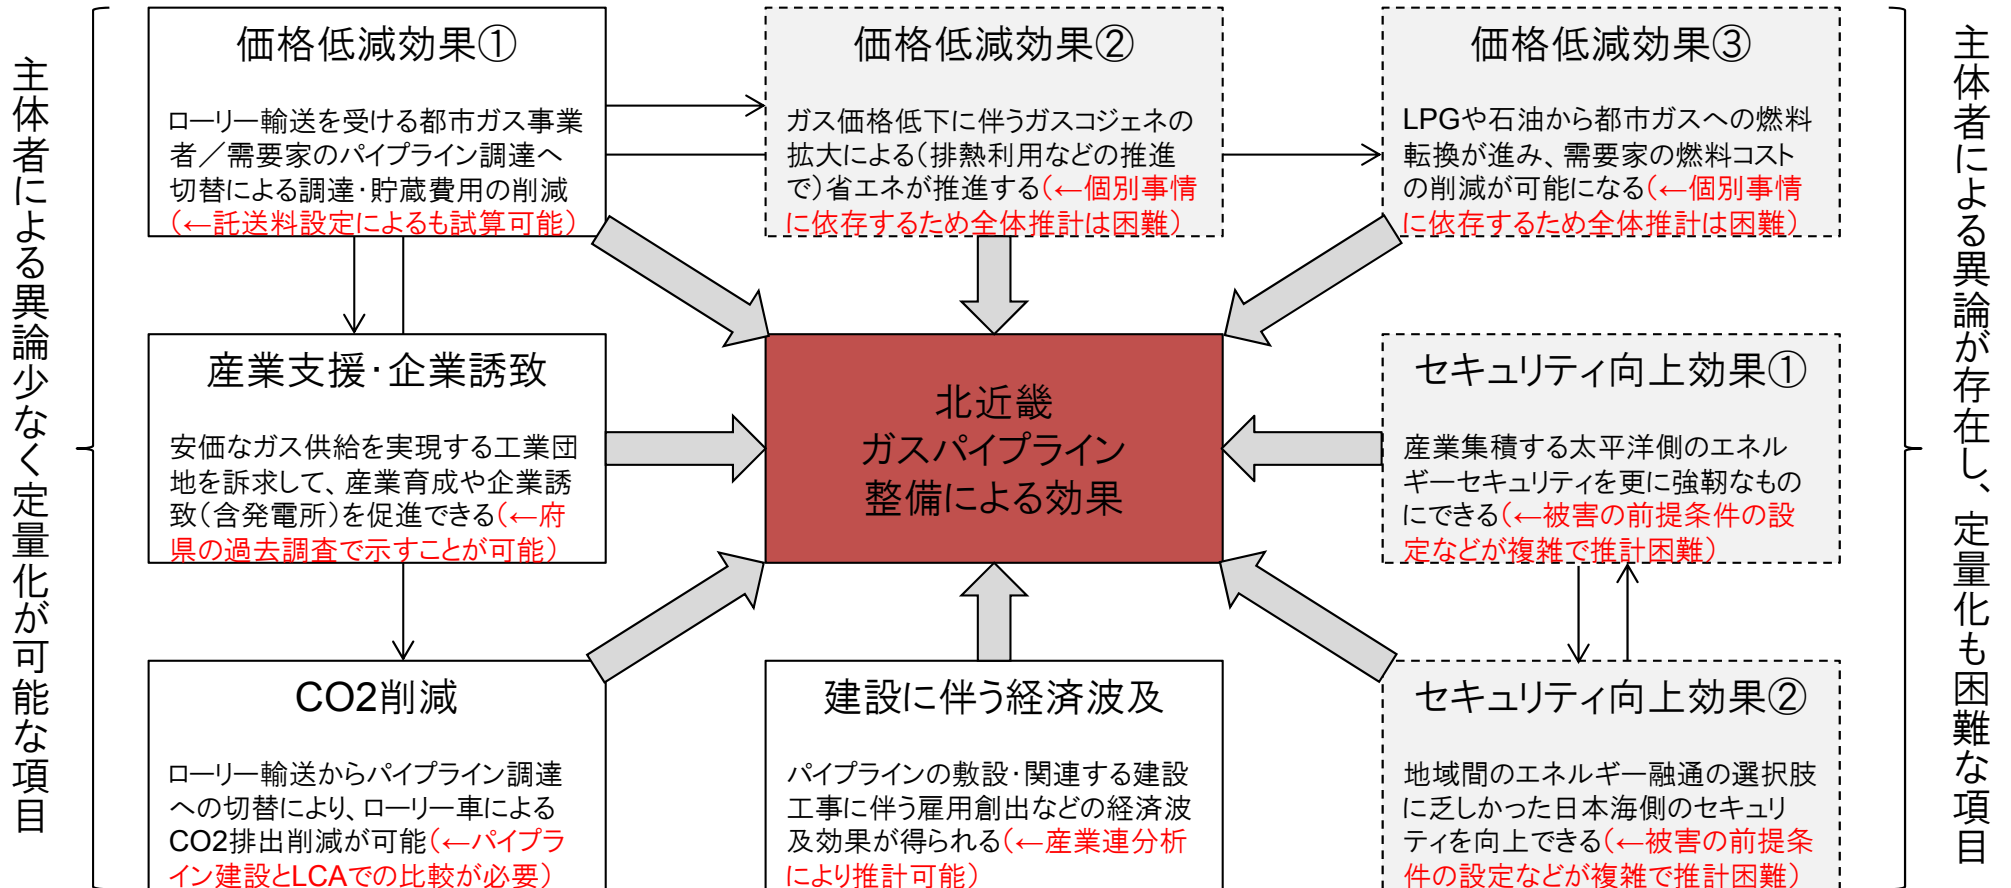 主体者による異論少なく定量化が可能な項目
価格低減効果①
ローリー輸送を受ける都市ガス事業
者／需要家のパイプライン調達へ
切替による調達・貯蔵費用の削減
(←託送料設定によるも試算可能)
価格低減効果②
ガス価格低下に伴うガスコジェネの
拡大による(排熱利用などの推進
で)省エネが推進する(←個別事情
に依存するため全体推計は困難)
価格低減効果③
LPGや石油から都市ガスへの燃料
転換が進み、需要家の燃料コスト
の削減が可能になる(←個別事情
に依存するため全体推計は困難)
産業支援・企業誘致
安価なガス供給を実現する工業団
地を訴求して、産業育成や企業誘
致(含発電所)を促進できる(←府
県の過去調査で示すことが可能)
北近畿
ガスパイプライン
整備による効果
セキュリティ向上効果①
産業集積する太平洋側のエネル
ギーセキュリティを更に強靭なもの
にできる(←被害の前提条件の設
定などが複雑で推計困難)
CO2削減
ローリー輸送からパイプライン調達
への切替により、ローリー車による
CO2排出削減が可能(←パイプラ
イン建設とLCAでの比較が必要)
建設に伴う経済波及
パイプラインの敷設・関連する建設
工事に伴う雇用創出などの経済波
及効果が得られる(←産業連分析
により推計可能)
セキュリティ向上効果②
地域間のエネルギー融通の選択肢
に乏しかった日本海側のセキュリ
ティを向上できる(←被害の前提条
件の設定などが複雑で推計困難)
主体者による異論が存在し、定量化も困難な項目